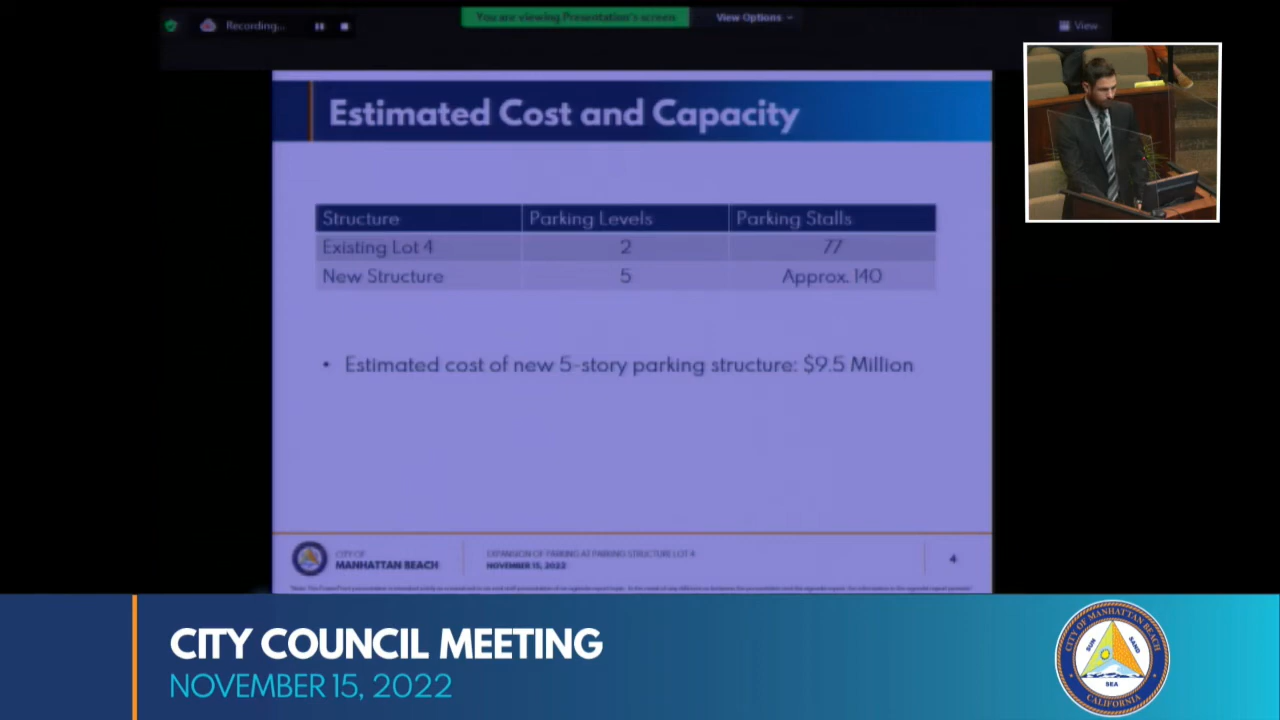 Recording...
You are viewing Presentation's screen
View Options
View
Estimated Cost and Capacity
Structure Parking Levels Parking Stalls
Existing Lot 4 2 77
New Structure 5 Approx. 140
• Estimated cost of new 5-story parking structure: $9.5 Million
CITY OF
MANHATTAN BEACH
EXPANSION OF PARKING AT PARKING STRUCTURE LOT 4
NOVEMBER 15, 2022
4
CITY COUNCIL MEETING
NOVEMBER 15, 2022
CITY OF MANHATTAN BEACH
SUN
SAND
SEA
CALIFORNIA